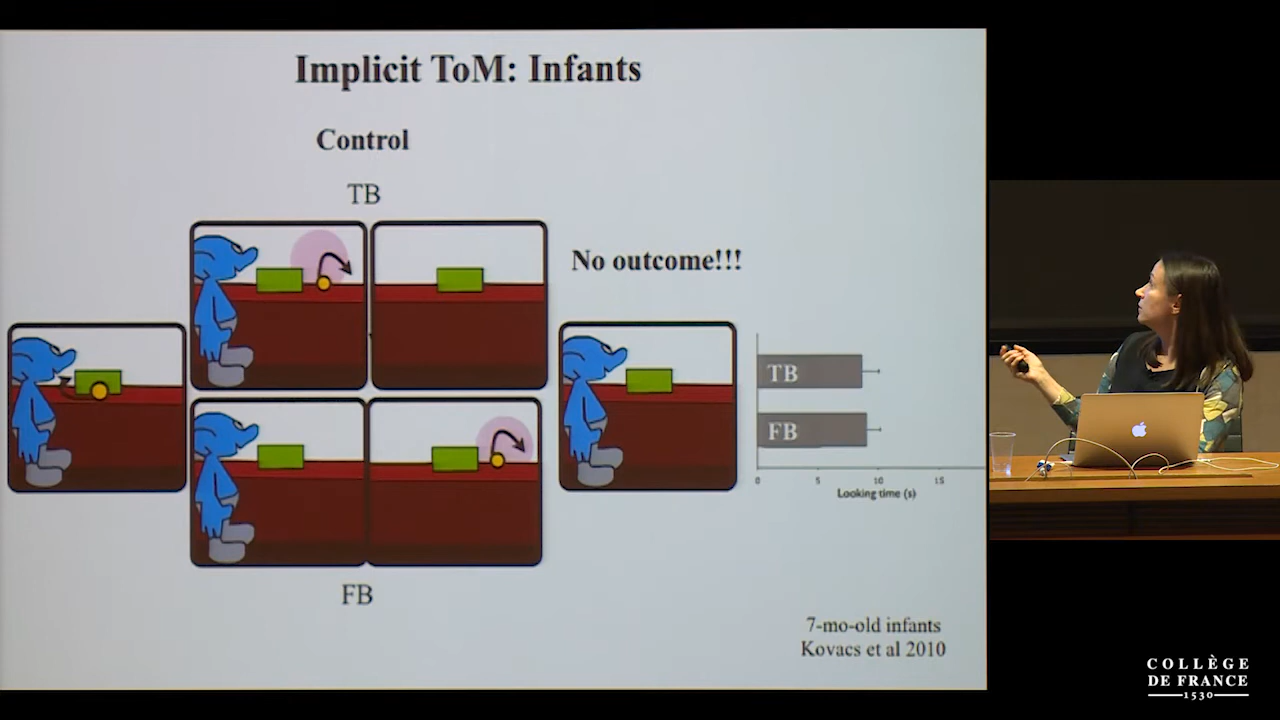 Implicit ToM: Infants
Control
TB
No outcome!!!
TB
FB
0 5 10 15
Looking time (s)
FB
7-mo-old infants
Kovacs et al 2010
COLLÈGE
DE FRANCE
1530